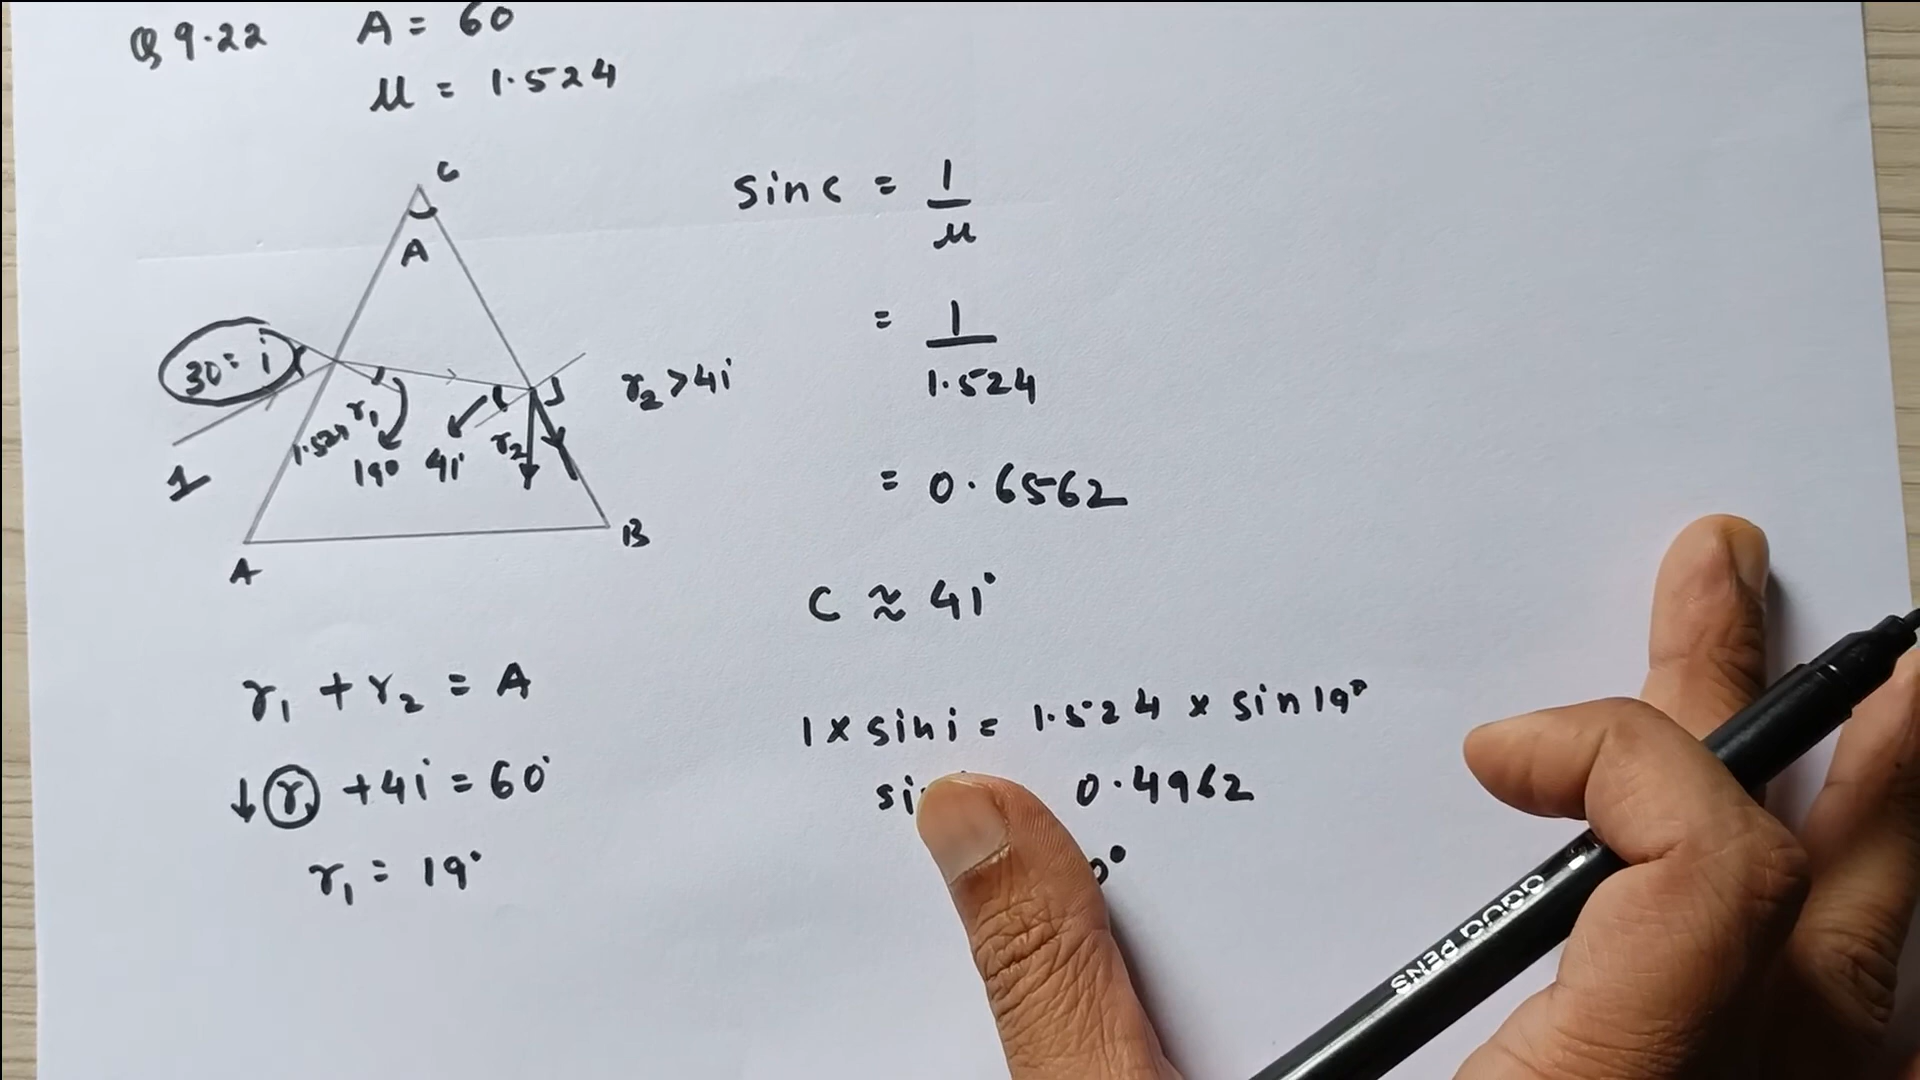 Q 9.22 A = 60
μ = 1.524
C
A
30 = i
1
1.524
r₁
19°
41°
r₂
r₂ > 41
A
B
sin c = 1/μ
= 1/1.524
= 0.6562
C ≈ 41°
r₁ + r₂ = A
↓ r₁ + 41 = 60°
r₁ = 19°
1 × sin i = 1.524 × sin 19°
0.4962
DOUG PENS